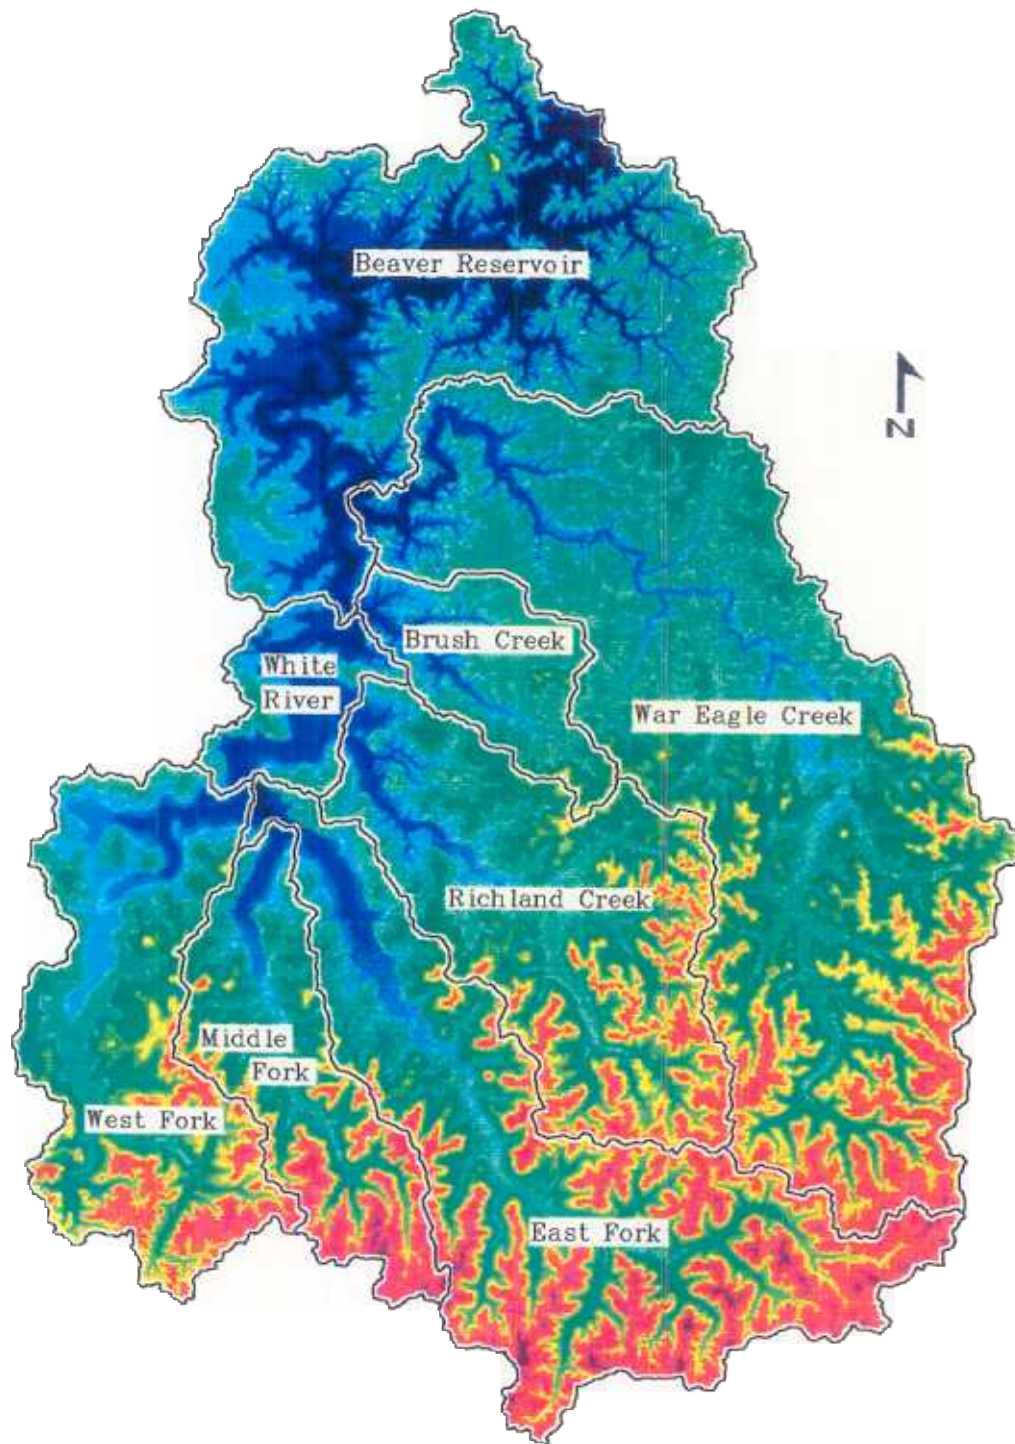 Beaver Reservoir
N
Brush Creek
White
River
War Eagle Creek
Richland Creek
Middle
Fork
West Fork
East Fork